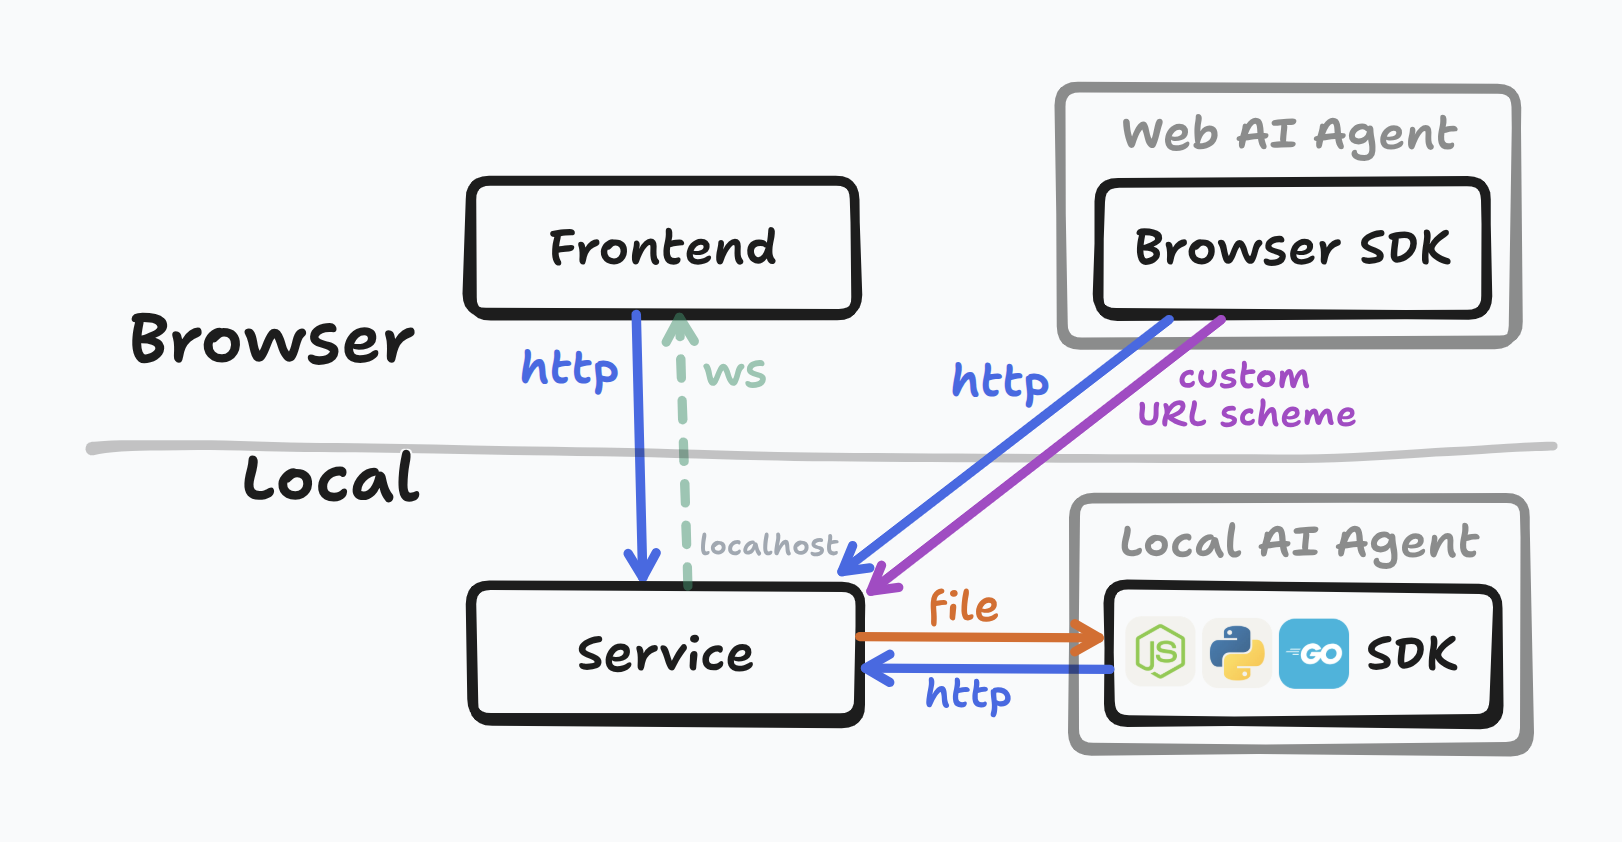 Web AI Agent
Frontend
Browser SDK
Browser
http
ws
http
custom
URL scheme
Local
localhost
Local AI Agent
file
Service
JS
GO
SDK
http